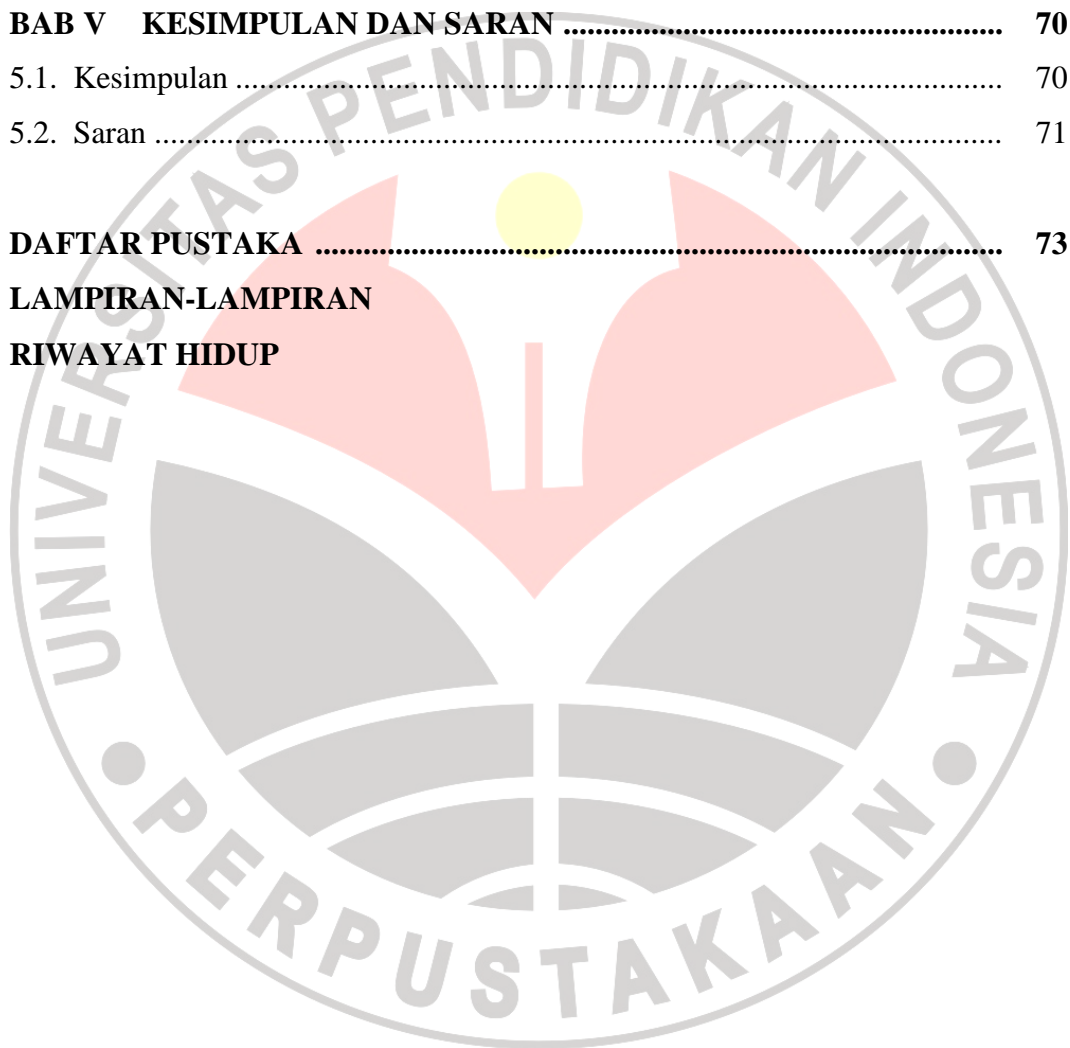 BAB V KESIMPULAN DAN SARAN ...................................................... 70
5.1. Kesimpulan ................................................................................................ 70
5.2. Saran .......................................................................................................... 71
DAFTAR PUSTAKA ..................................................................................... 73
LAMPIRAN-LAMPIRAN
RIWAYAT HIDUP
UNIVERSITAS PENDIDIKAN INDONESIA
PERPUSTAKAAN